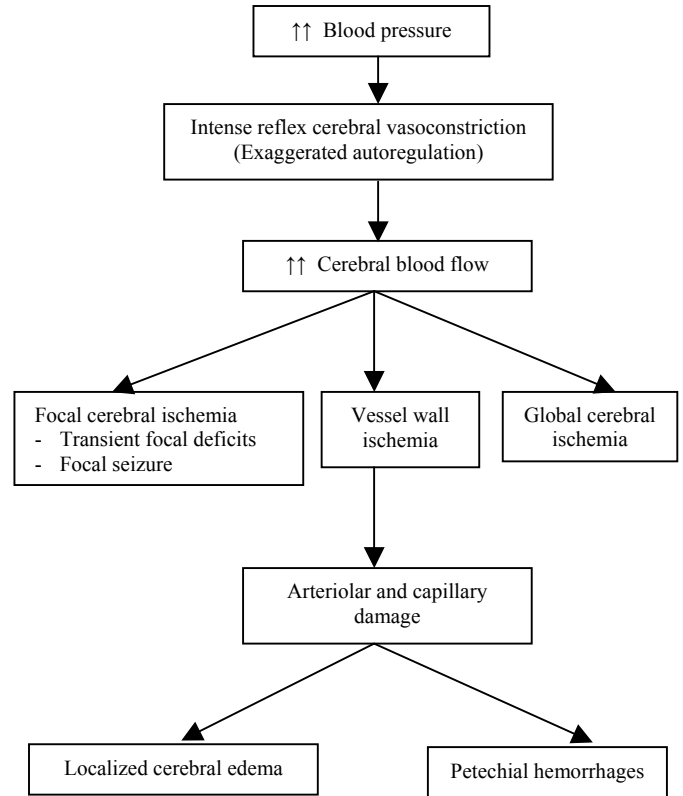 ↑↑ Blood pressure
Intense reflex cerebral vasoconstriction
(Exaggerated autoregulation)
↑↑ Cerebral blood flow
Focal cerebral ischemia
- Transient focal deficits
- Focal seizure
Vessel wall
ischemia
Global cerebral
ischemia
Arteriolar and capillary
damage
Localized cerebral edema
Petechial hemorrhages